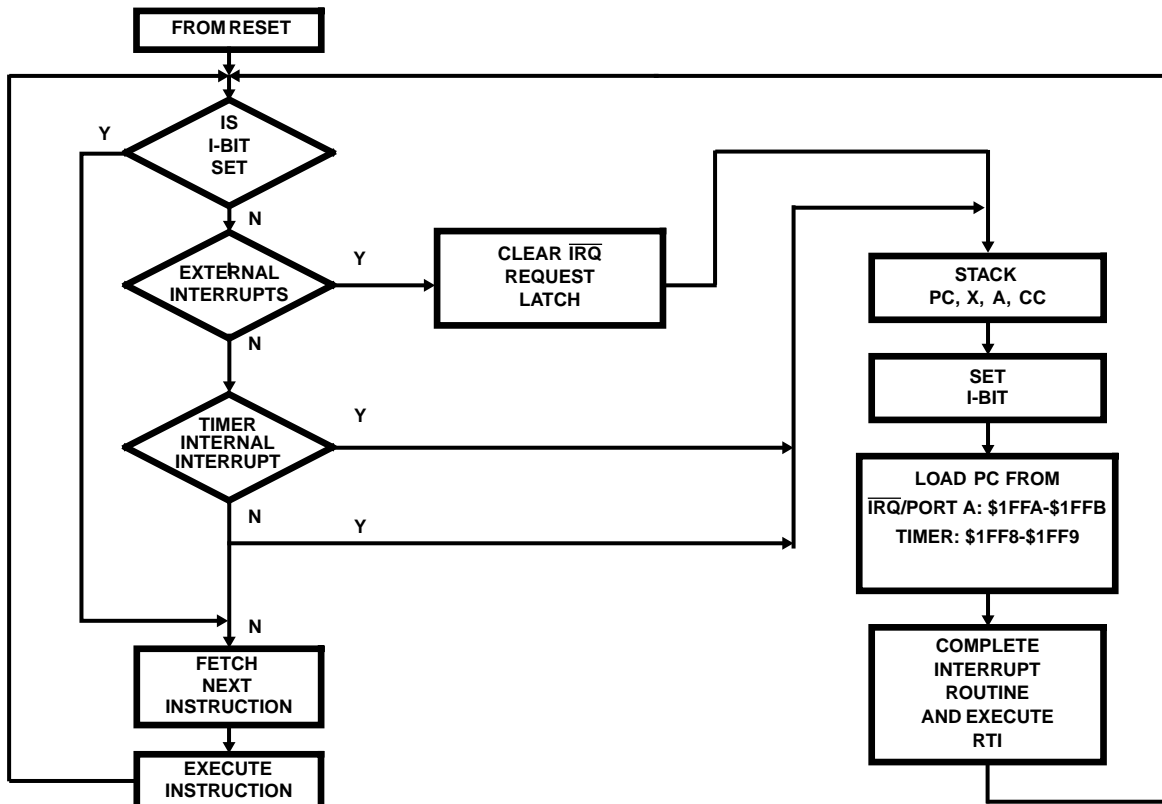 FROM RESET
IS
I-BIT
SET
Y
N
EXTERNAL
INTERRUPTS
Y
N
CLEAR IRQ
REQUEST
LATCH
TIMER
INTERNAL
INTERRUPT
Y
N
Y
N
FETCH
NEXT
INSTRUCTION
EXECUTE
INSTRUCTION
STACK
PC, X, A, CC
SET
I-BIT
LOAD PC FROM
IRQ/PORT A: $1FFA-$1FFB
TIMER: $1FF8-$1FF9
COMPLETE
INTERRUPT
ROUTINE
AND EXECUTE
RTI